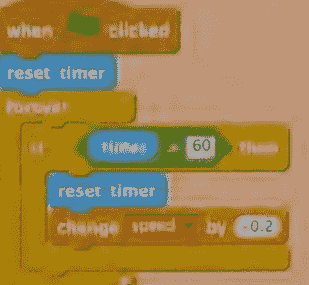 when clicked
reset timer
forever
if timer 60 then
reset timer
change speed by -0.2